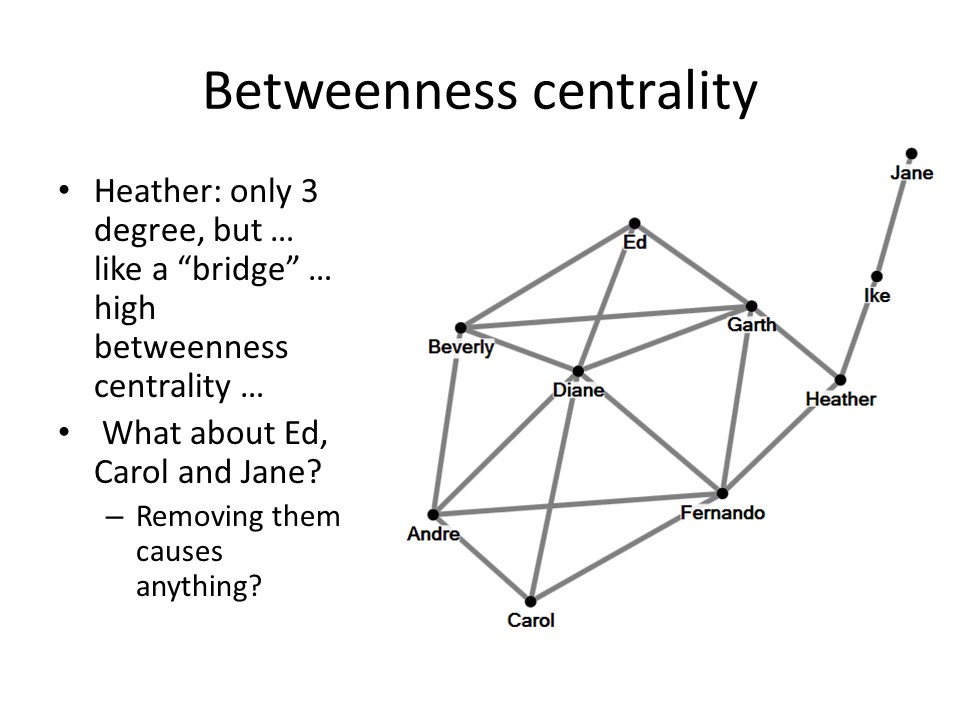 Betweenness centrality
• Heather: only 3
degree, but …
like a “bridge” …
high
betweenness
centrality …
• What about Ed,
Carol and Jane?
– Removing them
causes
anything?
Jane
Ed
Ike
Garth
Beverly
Diane
Heather
Fernando
Andre
Carol